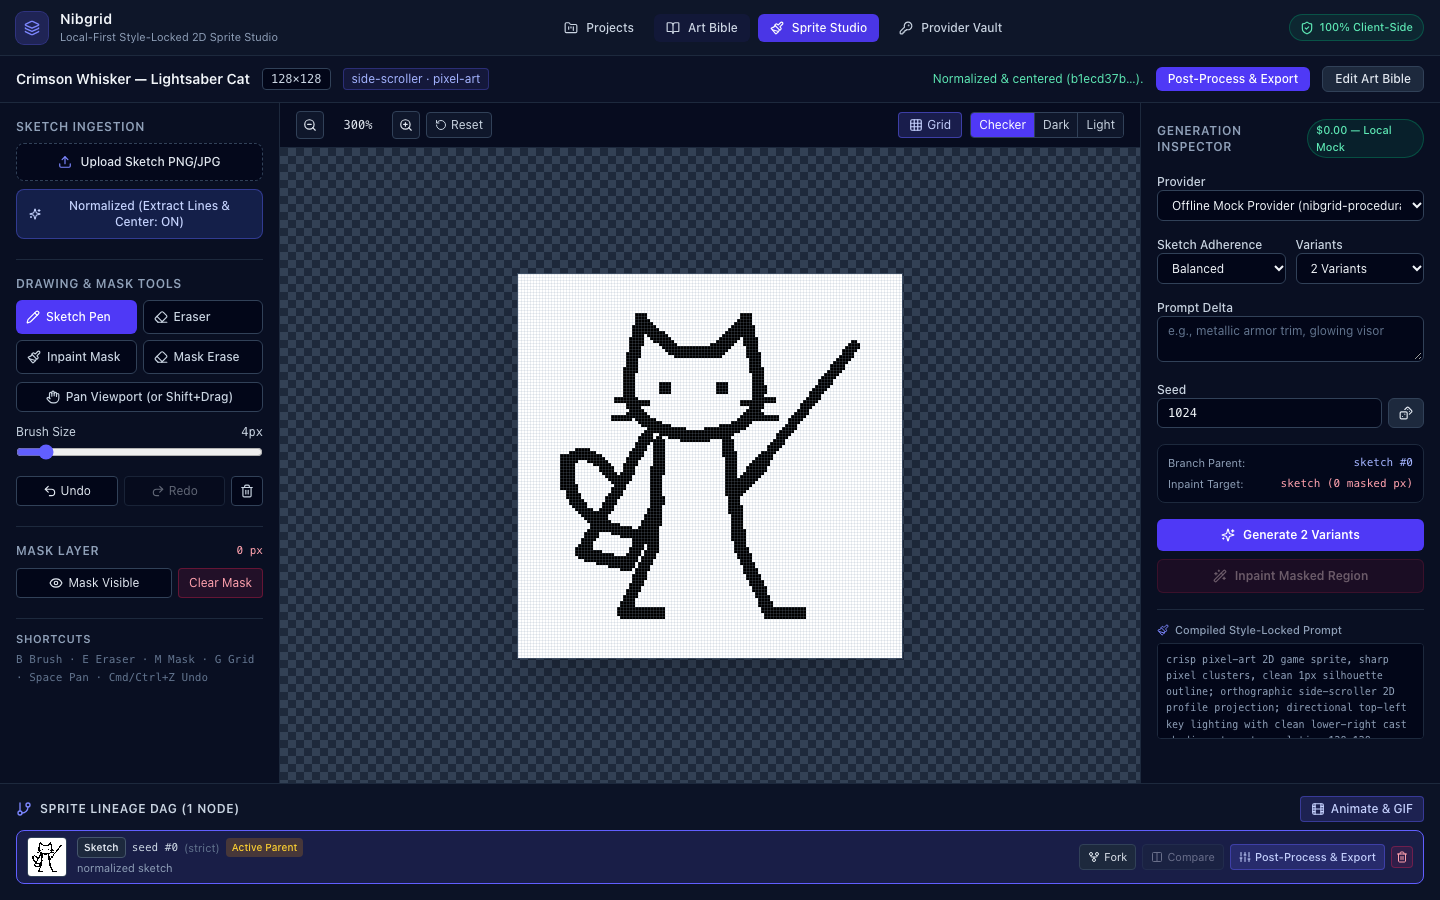 Nibgrid
Local-First Style-Locked 2D Sprite Studio
Projects
Art Bible
Sprite Studio
Provider Vault
100% Client-Side
Crimson Whisker — Lightsaber Cat
128×128
side-scroller · pixel-art
Normalized & centered (b1ecd37b…).
Post-Process & Export
Edit Art Bible
SKETCH INGESTION
Upload Sketch PNG/JPG
Normalized (Extract Lines &
Center: ON)
DRAWING & MASK TOOLS
Sketch Pen
Eraser
Inpaint Mask
Mask Erase
Pan Viewport (or Shift+Drag)
Brush Size
4px
Undo
Redo
MASK LAYER
0 px
Mask Visible
Clear Mask
SHORTCUTS
B Brush · E Eraser · M Mask · G Grid
· Space Pan · Cmd/Ctrl+Z Undo
300%
Reset
Grid
Checker
Dark
Light
GENERATION
INSPECTOR
$0.00 — Local
Mock
Provider
Offline Mock Provider (nibgrid-procedura
Sketch Adherence
Variants
Balanced
2 Variants
Prompt Delta
e.g., metallic armor trim, glowing visor
Seed
1024
Branch Parent:
sketch #0
Inpaint Target:
sketch (0 masked px)
Generate 2 Variants
Inpaint Masked Region
Compiled Style-Locked Prompt
crisp pixel-art 2D game sprite, sharp
pixel clusters, clean 1px silhouette
outline; orthographic side-scroller 2D
profile projection; directional top-left
key lighting with clean lower-right cast
SPRITE LINEAGE DAG (1 NODE)
Animate & GIF
Sketch
seed #0
(strict)
Active Parent
normalized sketch
Fork
Compare
Post-Process & Export